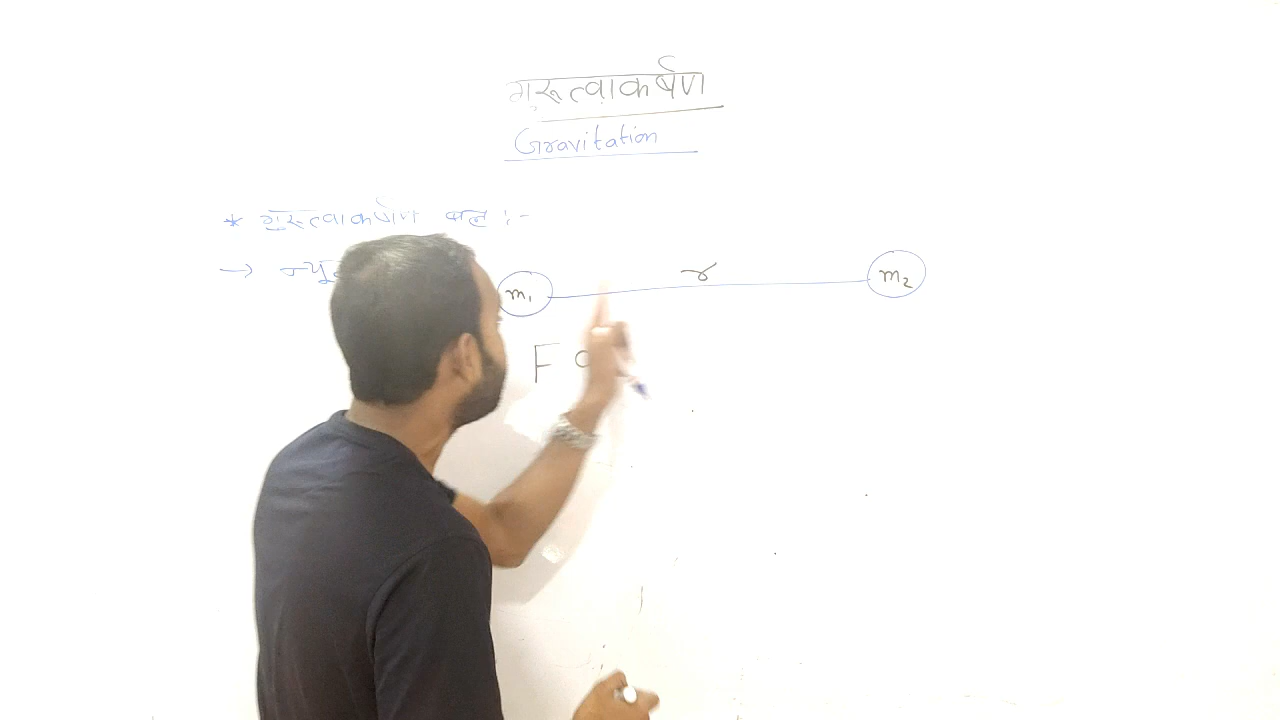 गुरूत्वाकर्षण
Gravitation
* गुरूत्वाकर्षण बल :-
→
m₁ r m₂
F